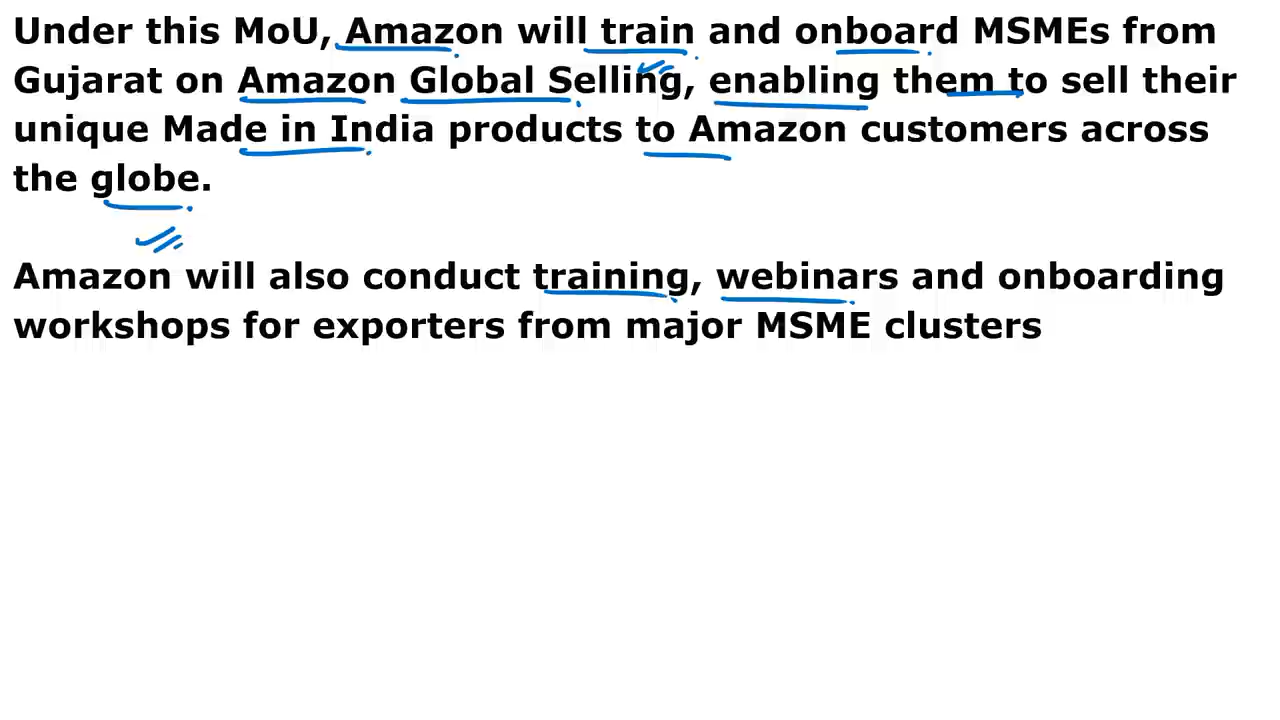 Under this MoU, Amazon will train and onboard MSMEs from
Gujarat on Amazon Global Selling, enabling them to sell their
unique Made in India products to Amazon customers across
the globe.
Amazon will also conduct training, webinars and onboarding
workshops for exporters from major MSME clusters